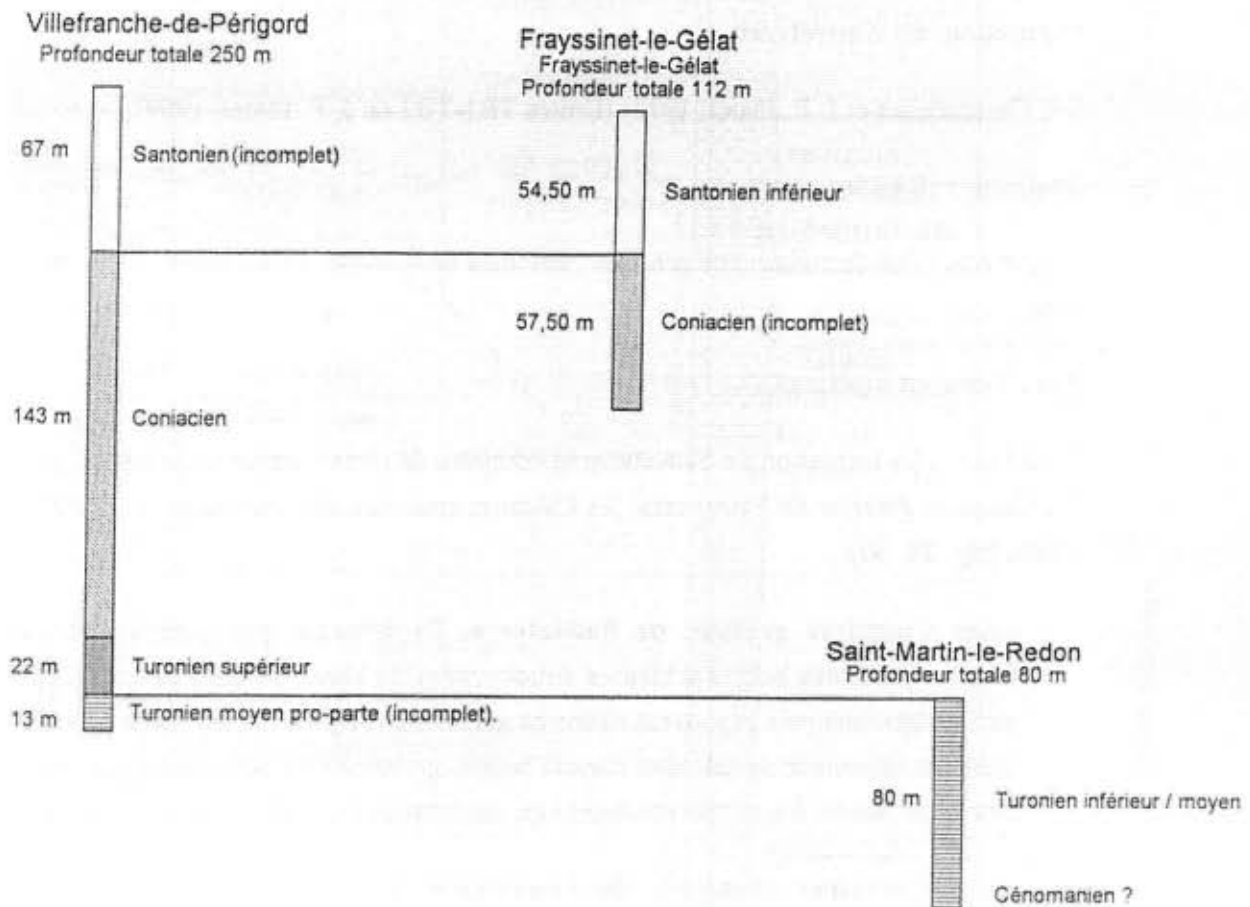 Villefranche-de-Périgord
Profondeur totale 250 m
Frayssinet-le-Gélat
Frayssinet-le-Gélat
Profondeur totale 112 m
67 m
Santonien (incomplet)
54,50 m
Santonien inférieur
57,50 m
Coniacien (incomplet)
143 m
Coniacien
Saint-Martin-le-Redon
Profondeur totale 80 m
22 m
Turonien supérieur
13 m
Turonien moyen pro-parte (incomplet)
80 m
Turonien inférieur / moyen
Cénomanien ?